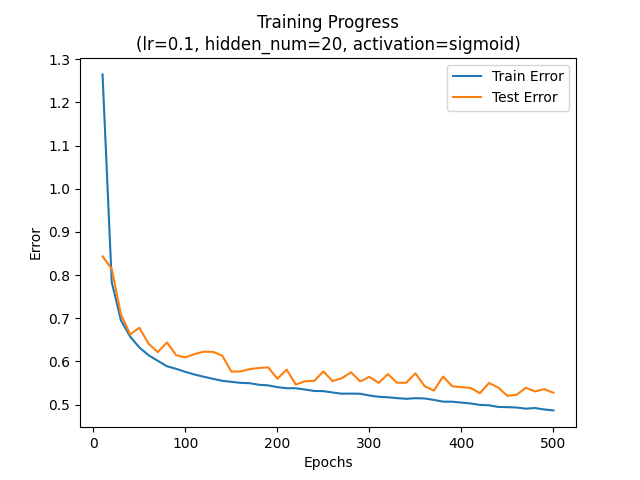 Training Progress
(lr=0.1, hidden_num=20, activation=sigmoid)
Train Error
Test Error
1.3
1.2
1.1
1.0
0.9
0.8
0.7
0.6
0.5
Error
0
100
200
300
400
500
Epochs